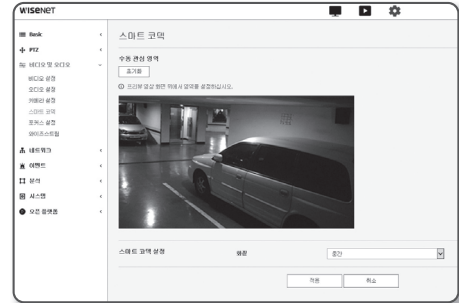 WISENET
Basic
PTZ
비디오 및 오디오
비디오 설정
오디오 설정
카메라 설정
스마트 코덱
포커스 설정
와이즈스트림
네트워크
이벤트
분석
시스템
오픈 플랫폼
스마트 코덱
수동 관심 영역
초기화
프리뷰 영상 화면 위에서 영역를 설정하십시오.
스마트 코덱 설정
화질
중간
적용
취소